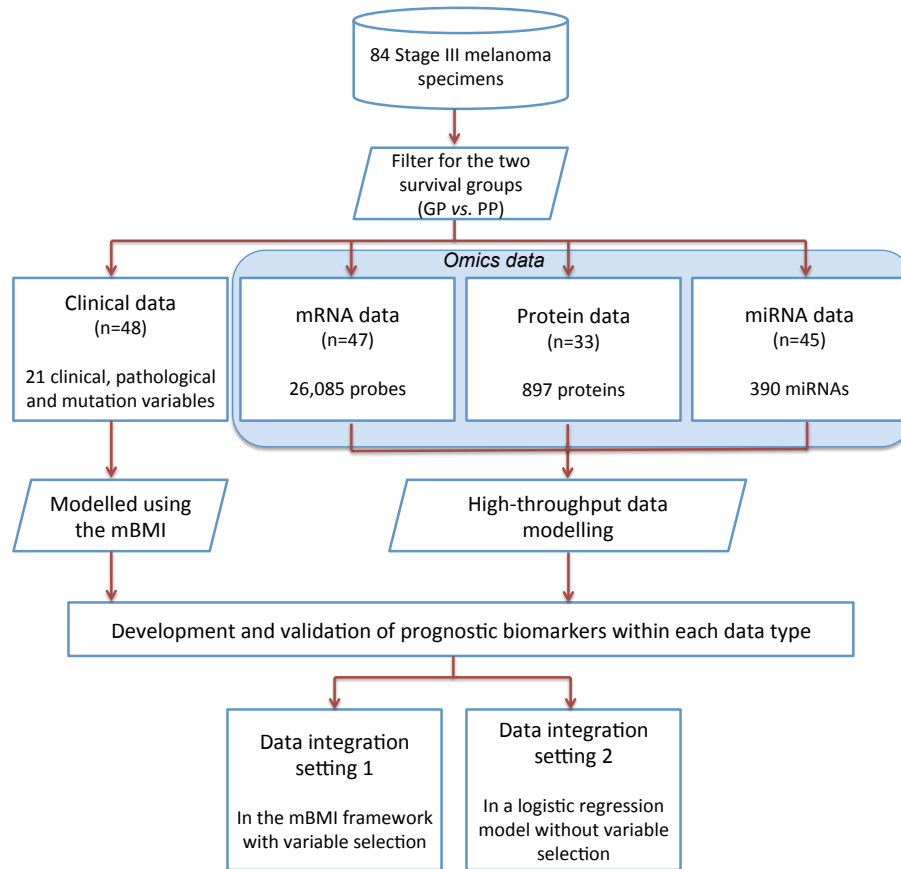 84 Stage III melanoma
specimens
Filter for the two
survival groups
(GP vs. PP)
Omics data
Clinical data
(n=48)
21 clinical, pathological
and mutation variables
mRNA data
(n=47)
26,085 probes
Protein data
(n=33)
897 proteins
miRNA data
(n=45)
390 miRNAs
Modelled using
the mBMI
High-throughput data
modelling
Development and validation of prognostic biomarkers within each data type
Data integration
setting 1
In the mBMI framework
with variable selection
Data integration
setting 2
In a logistic regression
model without variable
selection